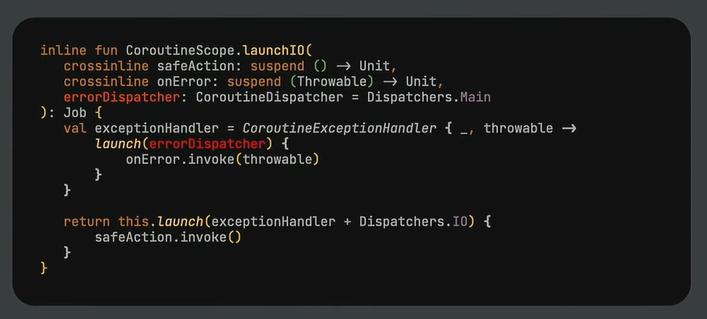 inline fun CoroutineScope.launchIO(
    crossinline safeAction: suspend () -> Unit,
    crossinline onError: suspend (Throwable) -> Unit,
    errorDispatcher: CoroutineDispatcher = Dispatchers.Main
): Job {
    val exceptionHandler = CoroutineExceptionHandler { _, throwable ->
        launch(errorDispatcher) {
            onError.invoke(throwable)
        }
    }

    return this.launch(exceptionHandler + Dispatchers.IO) {
        safeAction.invoke()
    }
}